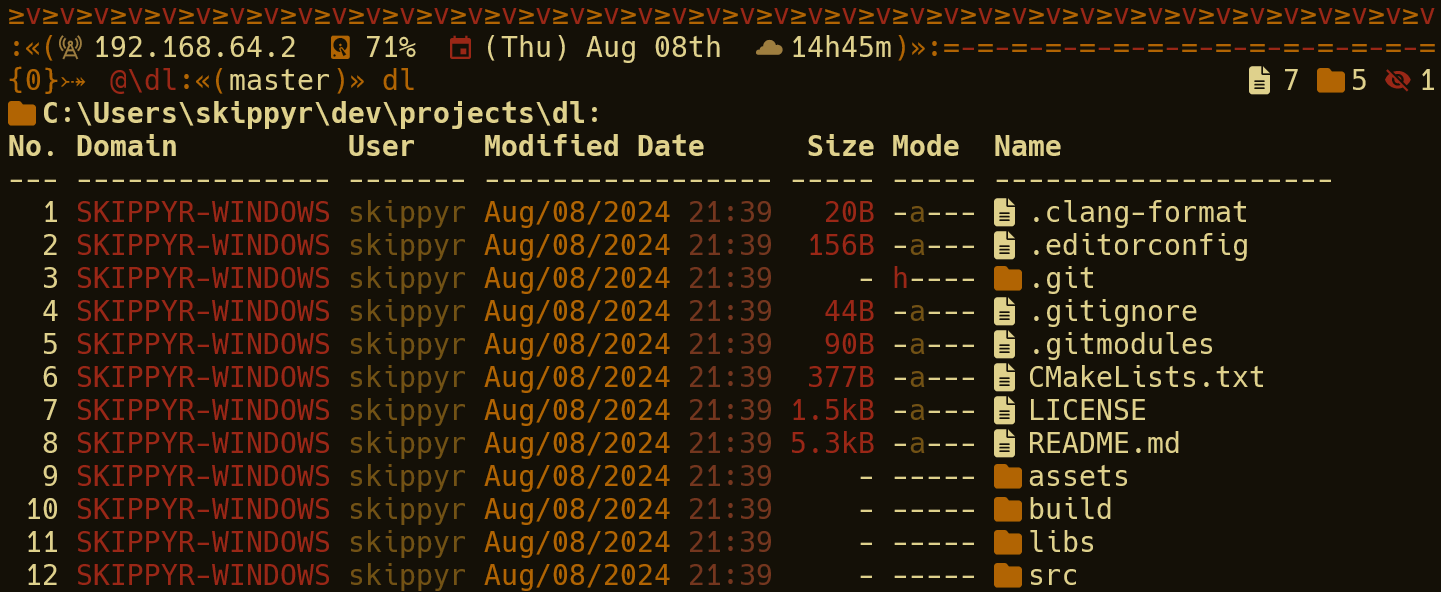 ≥v≥v≥v≥v≥v≥v≥v≥v≥v≥v≥v≥v≥v≥v≥v≥v≥v≥v≥v≥v≥v≥v≥v≥v≥v≥v≥v≥v≥v≥v≥v≥v≥v≥v≥v≥v≥v≥v≥v≥v≥v≥v
:«( 192.168.64.2 71% (Thu) Aug 08th 14h45m)»:=-=-=-=-=-=-=-=-=-=-=-=-=-=-=
{0}⤐ @\dl:«(master)» dl 7 5 1
C:\Users\skippyr\dev\projects\dl:
No. Domain User Modified Date Size Mode Name
--- --------------- ------- ----------------- ----- ----- --------------------
1 SKIPPYR-WINDOWS skippyr Aug/08/2024 21:39 20B -a--- .clang-format
2 SKIPPYR-WINDOWS skippyr Aug/08/2024 21:39 156B -a--- .editorconfig
3 SKIPPYR-WINDOWS skippyr Aug/08/2024 21:39 - h---- .git
4 SKIPPYR-WINDOWS skippyr Aug/08/2024 21:39 44B -a--- .gitignore
5 SKIPPYR-WINDOWS skippyr Aug/08/2024 21:39 90B -a--- .gitmodules
6 SKIPPYR-WINDOWS skippyr Aug/08/2024 21:39 377B -a--- CMakeLists.txt
7 SKIPPYR-WINDOWS skippyr Aug/08/2024 21:39 1.5kB -a--- LICENSE
8 SKIPPYR-WINDOWS skippyr Aug/08/2024 21:39 5.3kB -a--- README.md
9 SKIPPYR-WINDOWS skippyr Aug/08/2024 21:39 - ----- assets
10 SKIPPYR-WINDOWS skippyr Aug/08/2024 21:39 - ----- build
11 SKIPPYR-WINDOWS skippyr Aug/08/2024 21:39 - ----- libs
12 SKIPPYR-WINDOWS skippyr Aug/08/2024 21:39 - ----- src